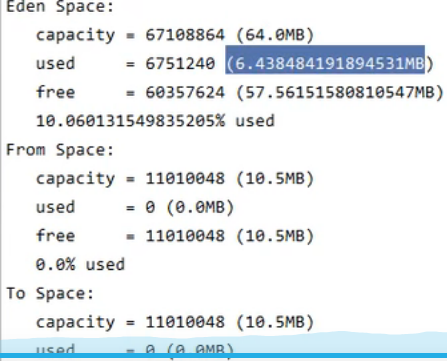 Eden Space:
capacity = 67108864 (64.0MB)
used = 6751240 (6.438484191894531MB)
free = 60357624 (57.56151580810547MB)
10.060131549835205% used
From Space:
capacity = 11010048 (10.5MB)
used = 0 (0.0MB)
free = 11010048 (10.5MB)
0.0% used
To Space:
capacity = 11010048 (10.5MB)
used = 0 (0.0MB)